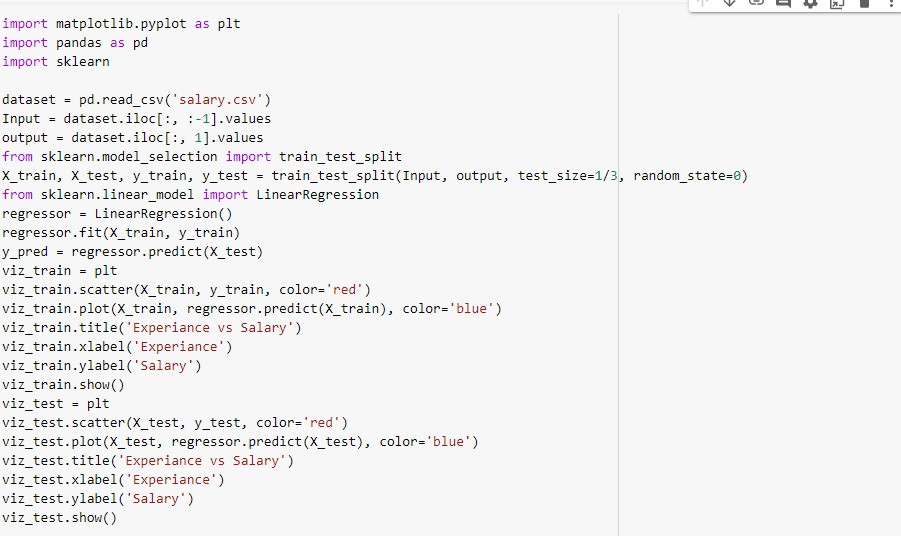 import matplotlib.pyplot as plt
import pandas as pd
import sklearn
dataset = pd.read_csv('salary.csv')
Input = dataset.iloc[:, :-1].values
output = dataset.iloc[:, 1].values
from sklearn.model_selection import train_test_split
X_train, X_test, y_train, y_test = train_test_split(Input, output, test_size=1/3, random_state=0)
from sklearn.linear_model import LinearRegression
regressor = LinearRegression()
regressor.fit(X_train, y_train)
y_pred = regressor.predict(X_test)
viz_train = plt
viz_train.scatter(X_train, y_train, color='red')
viz_train.plot(X_train, regressor.predict(X_train), color='blue')
viz_train.title('Experiance vs Salary')
viz_train.xlabel('Experiance')
viz_train.ylabel('Salary')
viz_train.show()
viz_test = plt
viz_test.scatter(X_test, y_test, color='red')
viz_test.plot(X_test, regressor.predict(X_test), color='blue')
viz_test.title('Experiance vs Salary')
viz_test.xlabel('Experiance')
viz_test.ylabel('Salary')
viz_test.show()